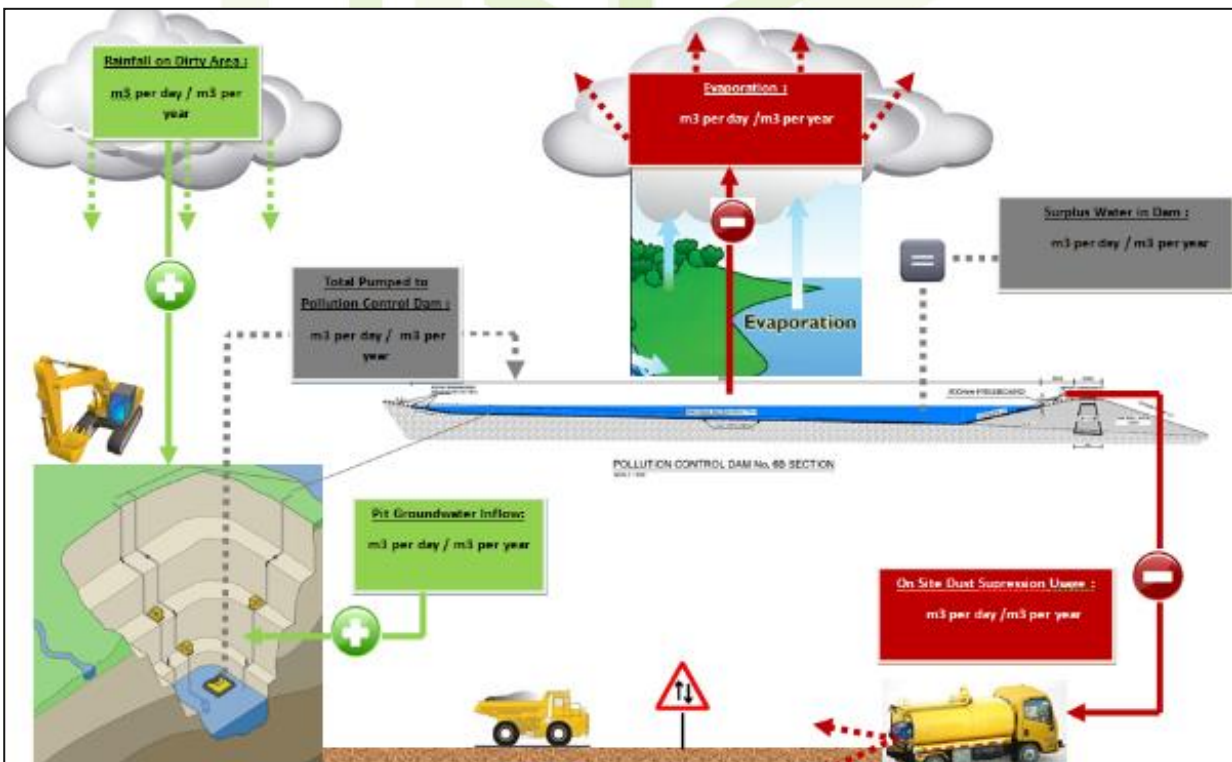 Rainfall on Dirty Area :
m3 per day / m3 per
year
Evaporation :
m3 per day /m3 per year
Surplus Water in Dam :
m3 per day / m3 per year
Total Pumped to
Pollution Control Dam :
m3 per day / m3 per
year
Evaporation
FREEBOARD
POLLUTION CONTROL DAM No. 6B SECTION
Pit Groundwater Inflow:
m3 per day / m3 per year
On Site Dust Supression Usage :
m3 per day /m3 per year